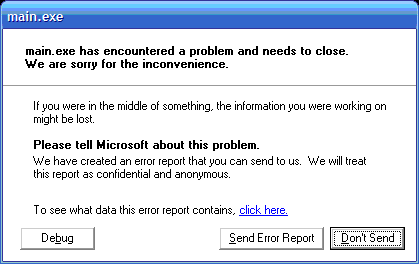 main.exe
main.exe has encountered a problem and needs to close.
We are sorry for the inconvenience.
If you were in the middle of something, the information you were working on
might be lost.
Please tell Microsoft about this problem.
We have created an error report that you can send to us. We will treat
this report as confidential and anonymous.
To see what data this error report contains, click here.
Debug
Send Error Report
Don't Send